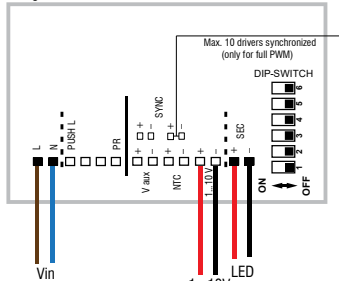 Max. 10 drivers synchronized
(only for full PWM)
DIP-SWITCH
6
5
4
3
2
1
ON
OFF
SYNC
+ −
L
N
PUSH L
PR
+ − + − + −
V aux
NTC
1...10 V
+ −
SEC
Vin
LED